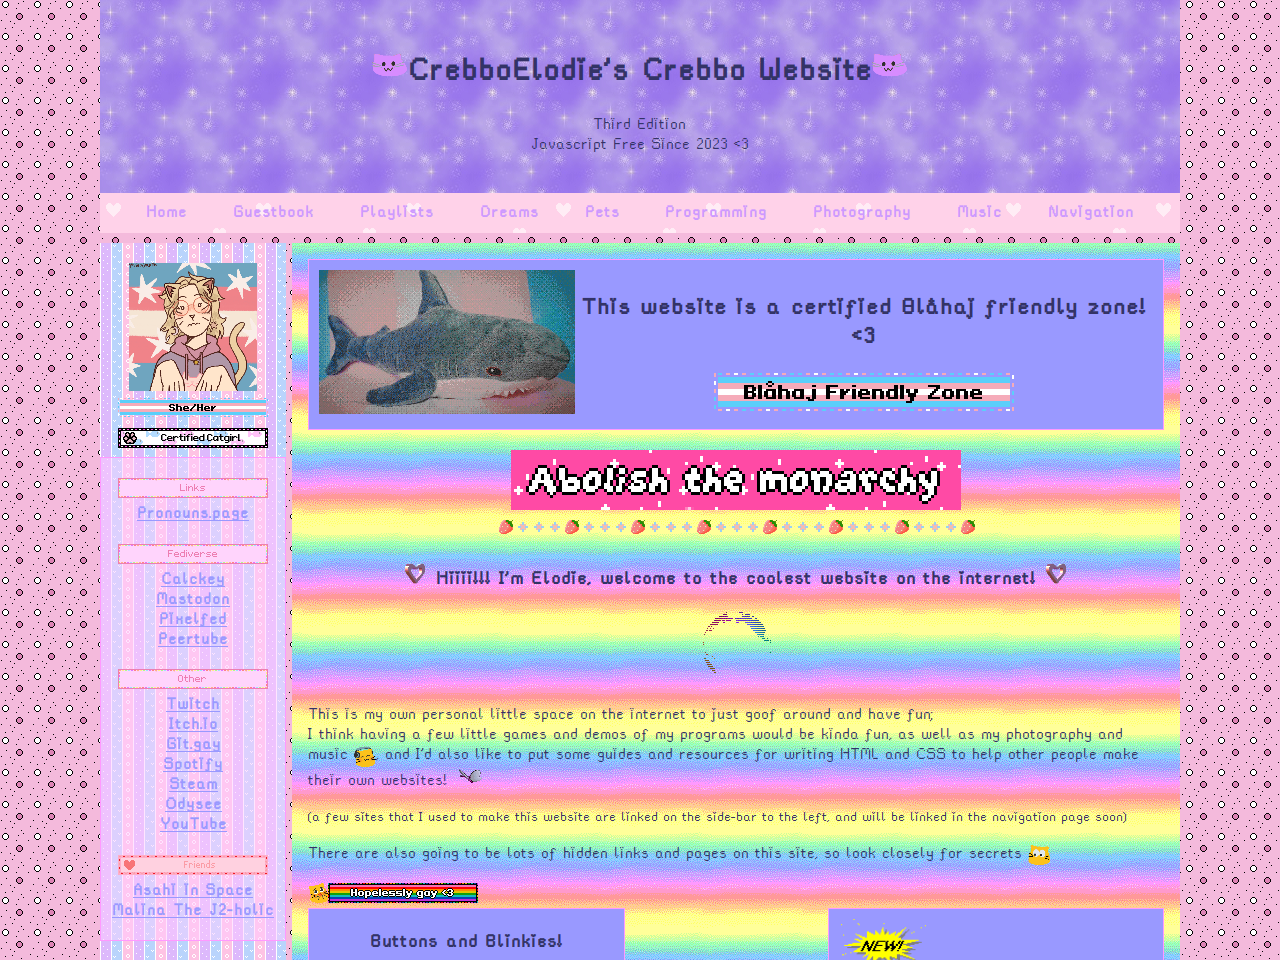 CrebboElodie's Crebbo Website
Third Edition
Javascript Free Since 2023 <3
Home Guestbook Playlists Dreams Pets Programming Photography Music Navigation
She/Her
Certified Catgirl
Links
Pronouns.page
Fediverse
Calckey
Mastodon
Pixelfed
Peertube
Other
Twitch
Itch.io
Git.gay
Spotify
Steam
Odysee
YouTube
Friends
Asahi in Space
Malina The J2-holic
This website is a certified Blåhaj friendly zone!
<3
Blåhaj Friendly Zone
Abolish the monarchy
Hiiii!!! I'm Elodie, welcome to the coolest website on the internet!
This is my own personal little space on the internet to just goof around and have fun;
I think having a few little games and demos of my programs would be kinda fun, as well as my photography and
music and I'd also like to put some guides and resources for writing HTML and CSS to help other people make
their own websites!
(a few sites that I used to make this website are linked on the side-bar to the left, and will be linked in the navigation page soon)
There are also going to be lots of hidden links and pages on this site, so look closely for secrets
Hopelessly gay <3
Buttons and Blinkies!
NEW!